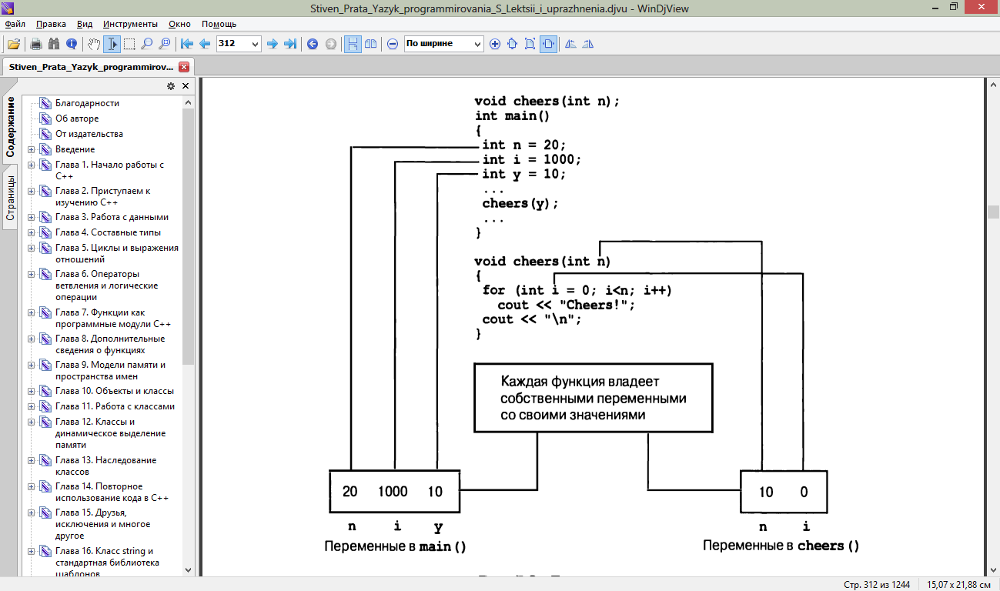 Stiven_Prata_Yazyk_programmirovania_S_Lektsii_i_uprazhnenia.djvu - WinDjView
Файл Правка Вид Инструменты Окно Помощь
312
По ширине
Stiven_Prata_Yazyk_programmirov...
Содержание
Страницы
Благодарности
Об авторе
От издательства
Введение
Глава 1. Начало работы с
C++
Глава 2. Приступаем к
изучению C++
Глава 3. Работа с данными
Глава 4. Составные типы
Глава 5. Циклы и выражения
отношений
Глава 6. Операторы
ветвления и логические
операции
Глава 7. Функции как
программные модули C++
Глава 8. Дополнительные
сведения о функциях
Глава 9. Модели памяти и
пространства имен
Глава 10. Объекты и классы
Глава 11. Работа с классами
Глава 12. Классы и
динамическое выделение
памяти
Глава 13. Наследование
классов
Глава 14. Повторное
использование кода в C++
Глава 15. Друзья,
исключения и многое
другое
Глава 16. Класс string и
стандартная библиотека
шаблонов
void cheers(int n);
int main()
{
int n = 20;
int i = 1000;
int y = 10;
...
cheers(y);
...
}
void cheers(int n)
{
for (int i = 0; i<n; i++)
cout << "Cheers!";
cout << "\n";
}
Каждая функция владеет
собственными переменными
со своими значениями
20 1000 10
n i y
Переменные в main()
10 0
n i
Переменные в cheers()
Стр. 312 из 1244
15,07 x 21,88 см